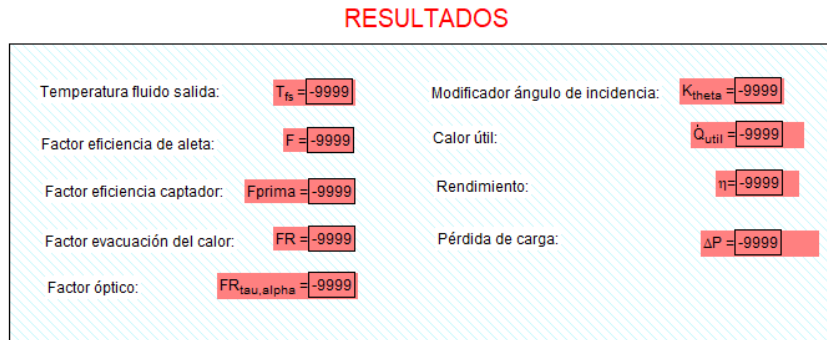 RESULTADOS
Temperatura fluido salida: T_fs = -9999
Modificador ángulo de incidencia: K_theta = -9999
Factor eficiencia de aleta: F = -9999
Calor útil: Q̇_util = -9999
Factor eficiencia captador: Fprima = -9999
Rendimiento: η= -9999
Factor evacuación del calor: FR = -9999
Pérdida de carga: ΔP = -9999
Factor óptico: FR_tau,alpha = -9999